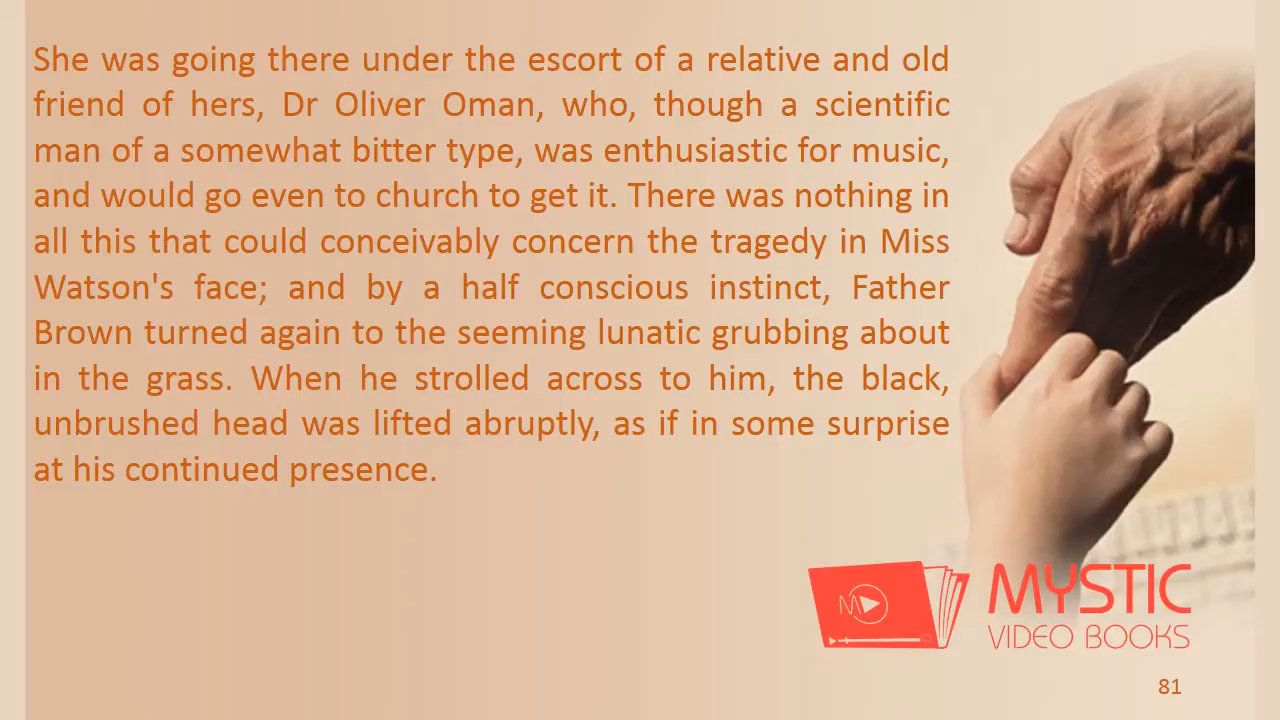 She was going there under the escort of a relative and old
friend of hers, Dr Oliver Oman, who, though a scientific
man of a somewhat bitter type, was enthusiastic for music,
and would go even to church to get it. There was nothing in
all this that could conceivably concern the tragedy in Miss
Watson's face; and by a half conscious instinct, Father
Brown turned again to the seeming lunatic grubbing about
in the grass. When he strolled across to him, the black,
unbrushed head was lifted abruptly, as if in some surprise
at his continued presence.
M
MYSTIC
VIDEO BOOKS
81